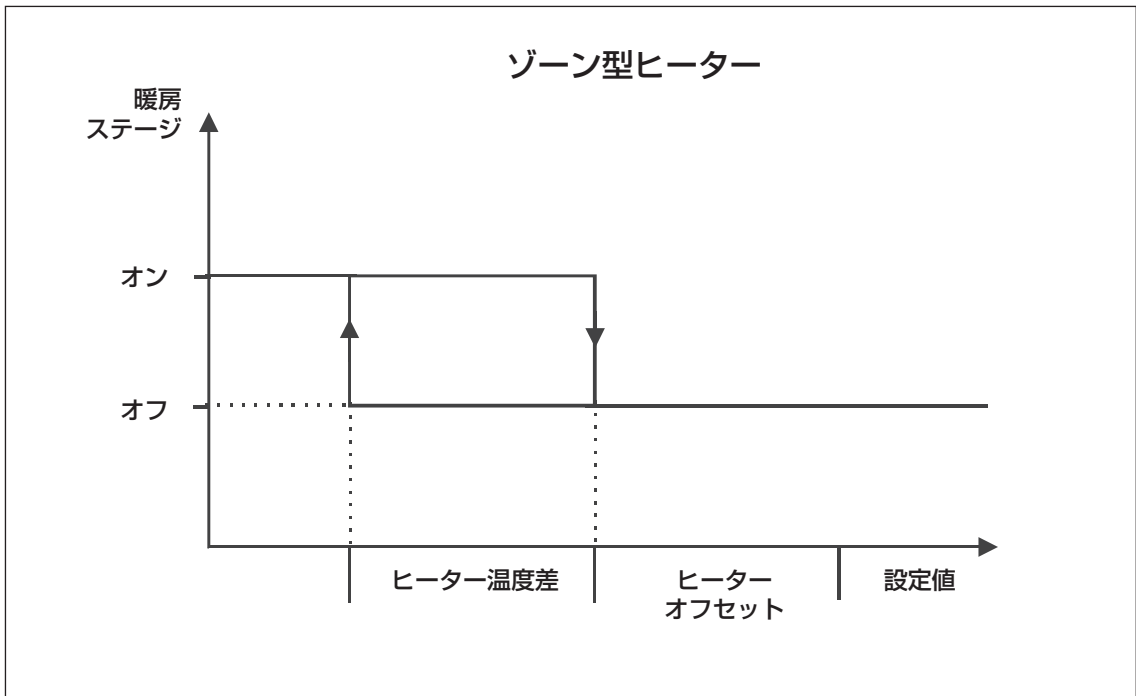 ゾーン型ヒーター
暖房
ステージ
オン
オフ
ヒーター温度差
ヒーター
オフセット
設定値